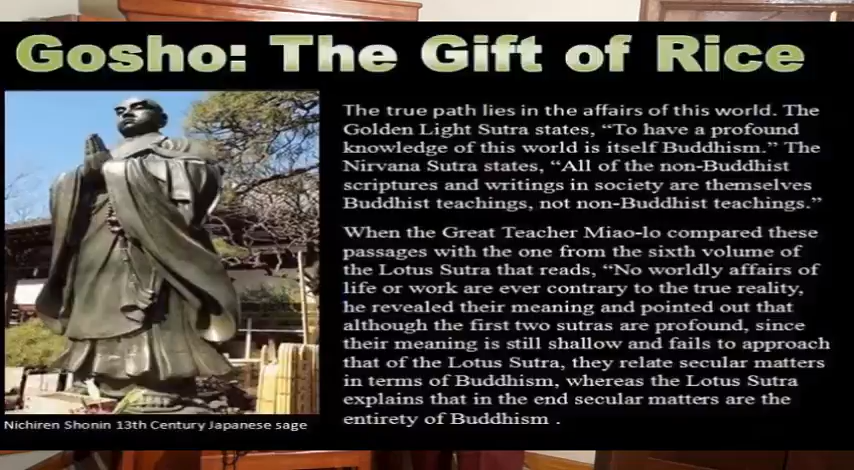 Gosho: The Gift of Rice
The true path lies in the affairs of this world. The
Golden Light Sutra states, “To have a profound
knowledge of this world is itself Buddhism.” The
Nirvana Sutra states, “All of the non-Buddhist
scriptures and writings in society are themselves
Buddhist teachings, not non-Buddhist teachings.”
When the Great Teacher Miao-lo compared these
passages with the one from the sixth volume of
the Lotus Sutra that reads, “No worldly affairs of
life or work are ever contrary to the true reality,
he revealed their meaning and pointed out that
although the first two sutras are profound, since
their meaning is still shallow and fails to approach
that of the Lotus Sutra, they relate secular matters
in terms of Buddhism, whereas the Lotus Sutra
explains that in the end secular matters are the
entirety of Buddhism .
Nichiren Shonin 13th Century Japanese sage